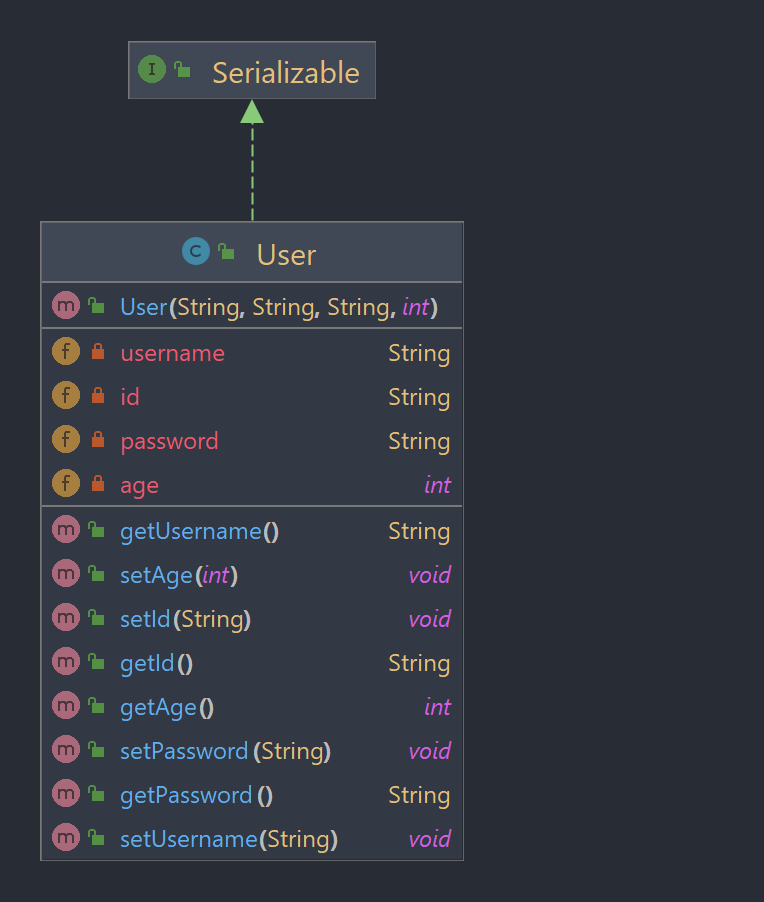 I Serializable
C User
m User(String, String, String, int)
f username String
f id String
f password String
f age int
m getUsername() String
m setAge(int) void
m setId(String) void
m getId() String
m getAge() int
m setPassword(String) void
m getPassword() String
m setUsername(String) void